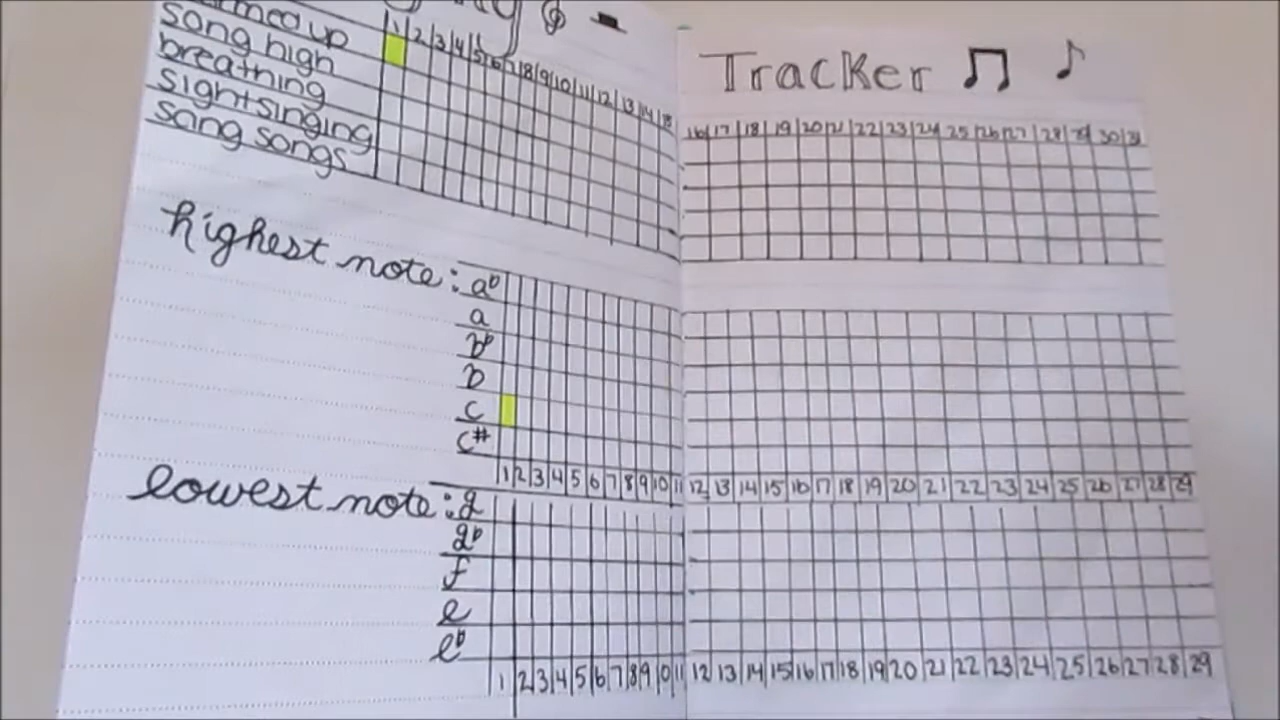 Tracker
1 2 3 4 5 6 7 8 9 10 11 12 13 14 15
16 17 18 19 20 21 22 23 24 25 26 27 28 29 30 31
song high
breathing
sightsinging
sang songs
highest note: ab
a
bb
b
c
c#
1 2 3 4 5 6 7 8 9 10 11 12 13 14 15 16 17 18 19 20 21 22 23 24 25 26 27 28 29
lowest note: g
gb
f
e
eb
1 2 3 4 5 6 7 8 9 10 11 12 13 14 15 16 17 18 19 20 21 22 23 24 25 26 27 28 29